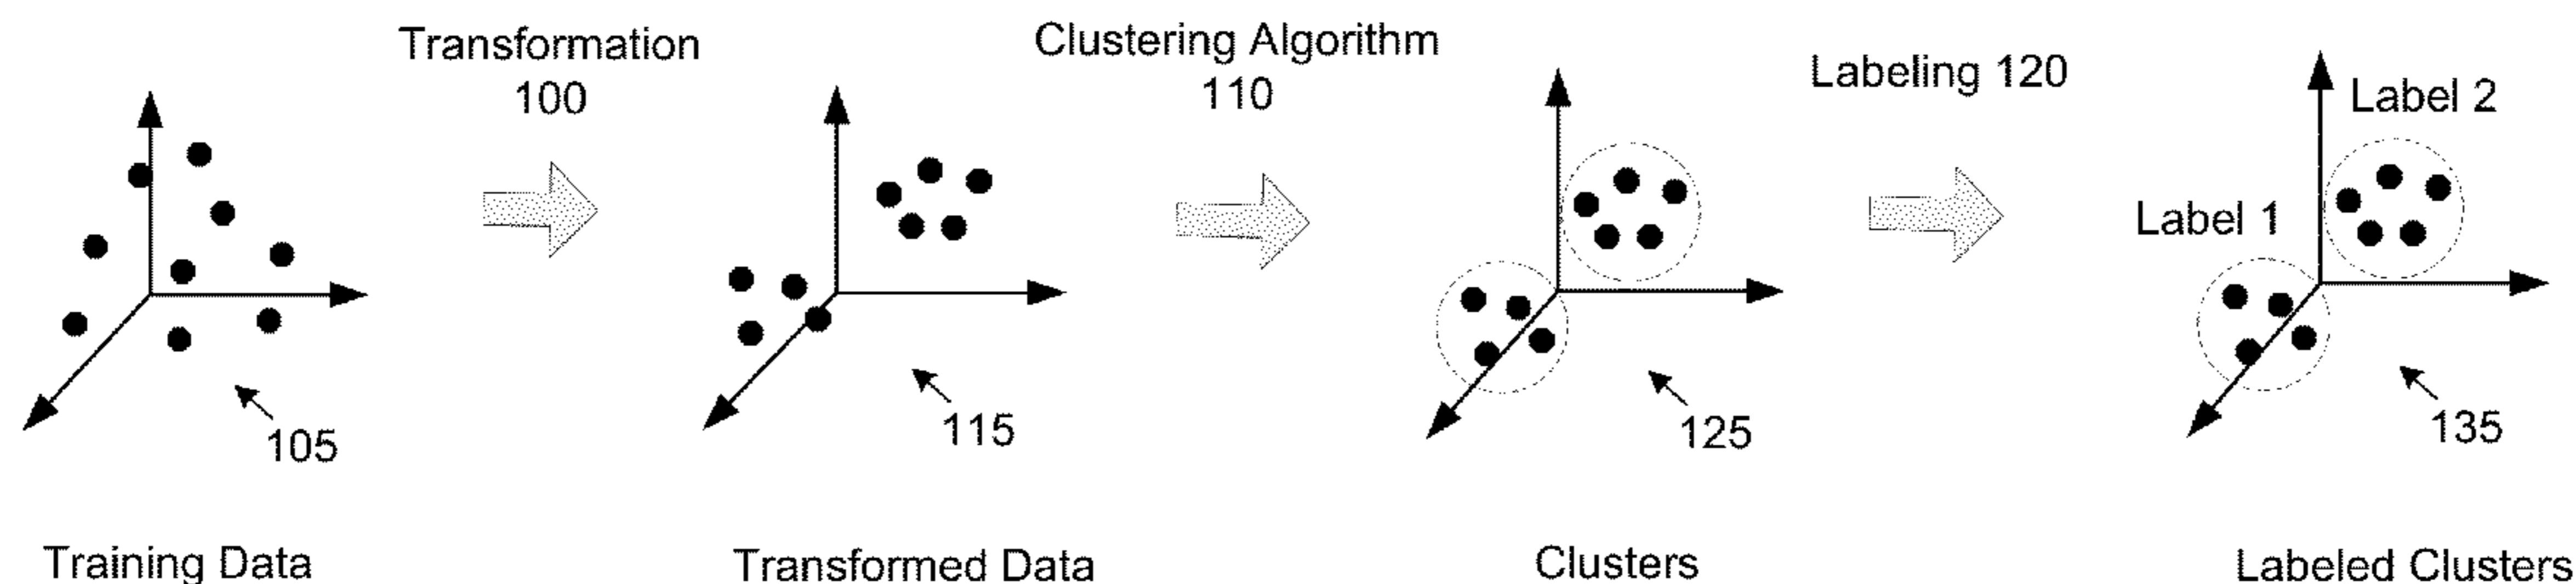 Transformation
100
Clustering Algorithm
110
Labeling 120
Label 2
Label 1
105
115
125
135
Training Data
Transformed Data
Clusters
Labeled Clusters